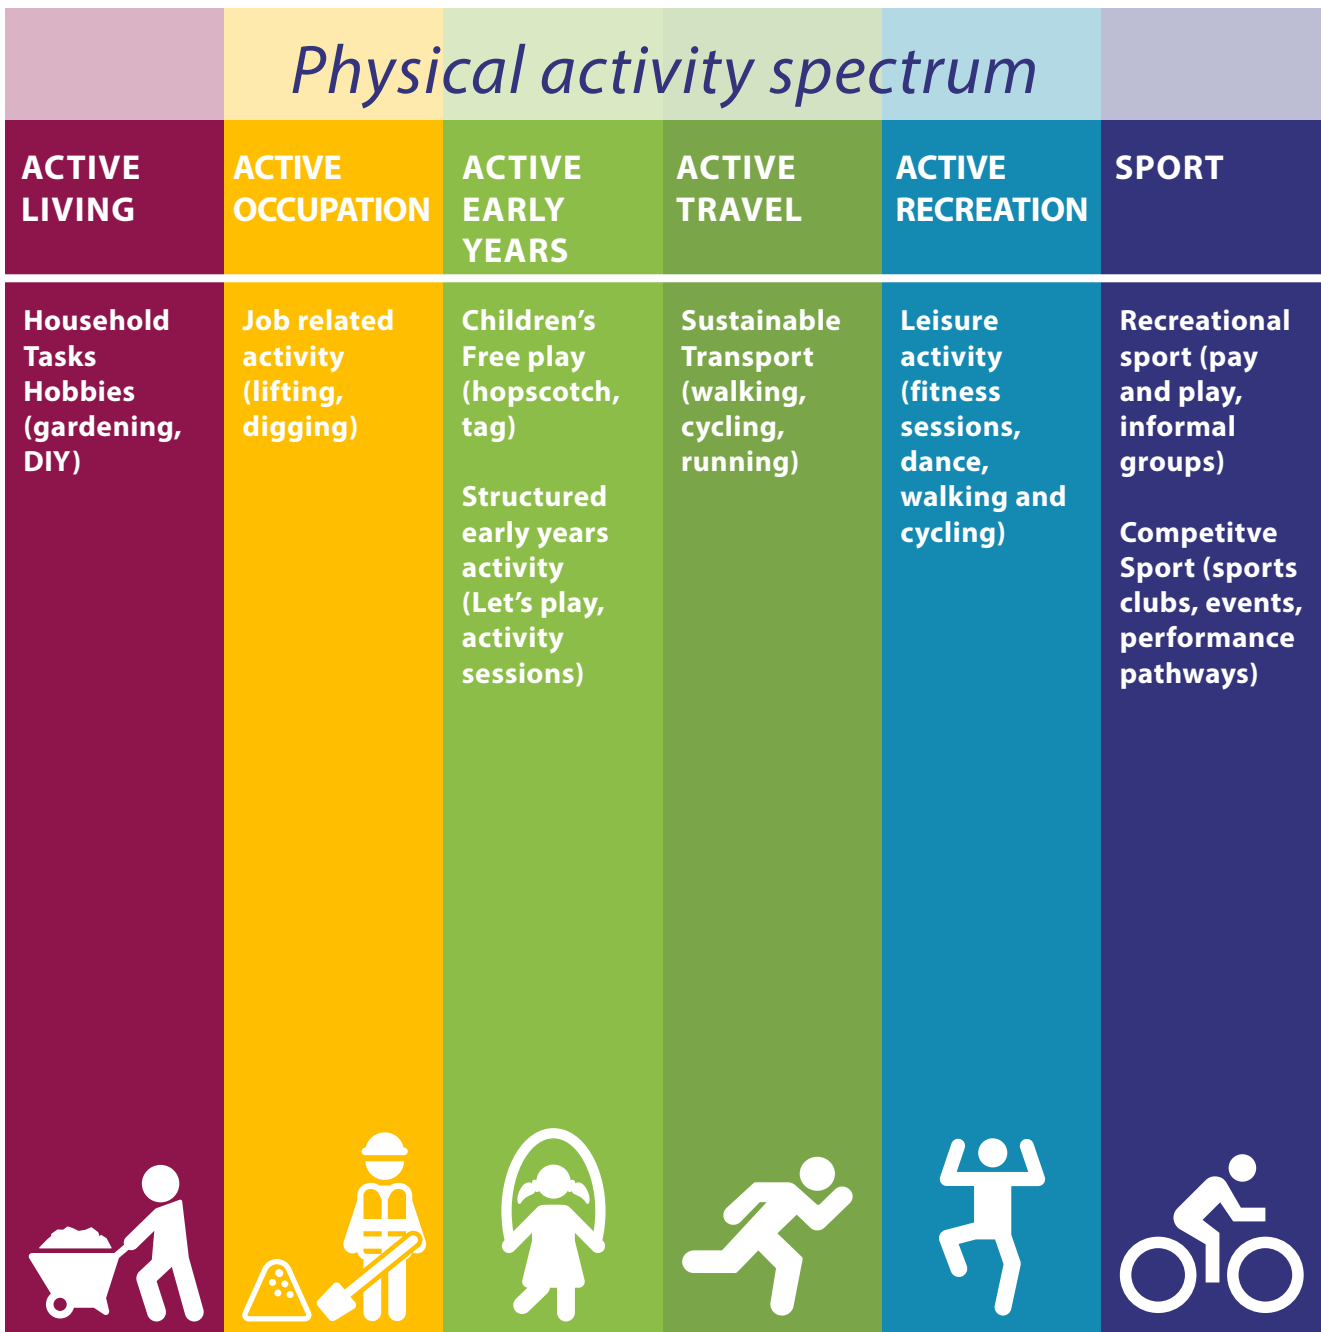 Physical activity spectrum
ACTIVE
LIVING
ACTIVE
OCCUPATION
ACTIVE
EARLY
YEARS
ACTIVE
TRAVEL
ACTIVE
RECREATION
SPORT
Household
Tasks
Hobbies
(gardening,
DIY)
Job related
activity
(lifting,
digging)
Children’s
Free play
(hopscotch,
tag)
Structured
early years
activity
(Let’s play,
activity
sessions)
Sustainable
Transport
(walking,
cycling,
running)
Leisure
activity
(fitness
sessions,
dance,
walking and
cycling)
Recreational
sport (pay
and play,
informal
groups)
Competitve
Sport (sports
clubs, events,
performance
pathways)